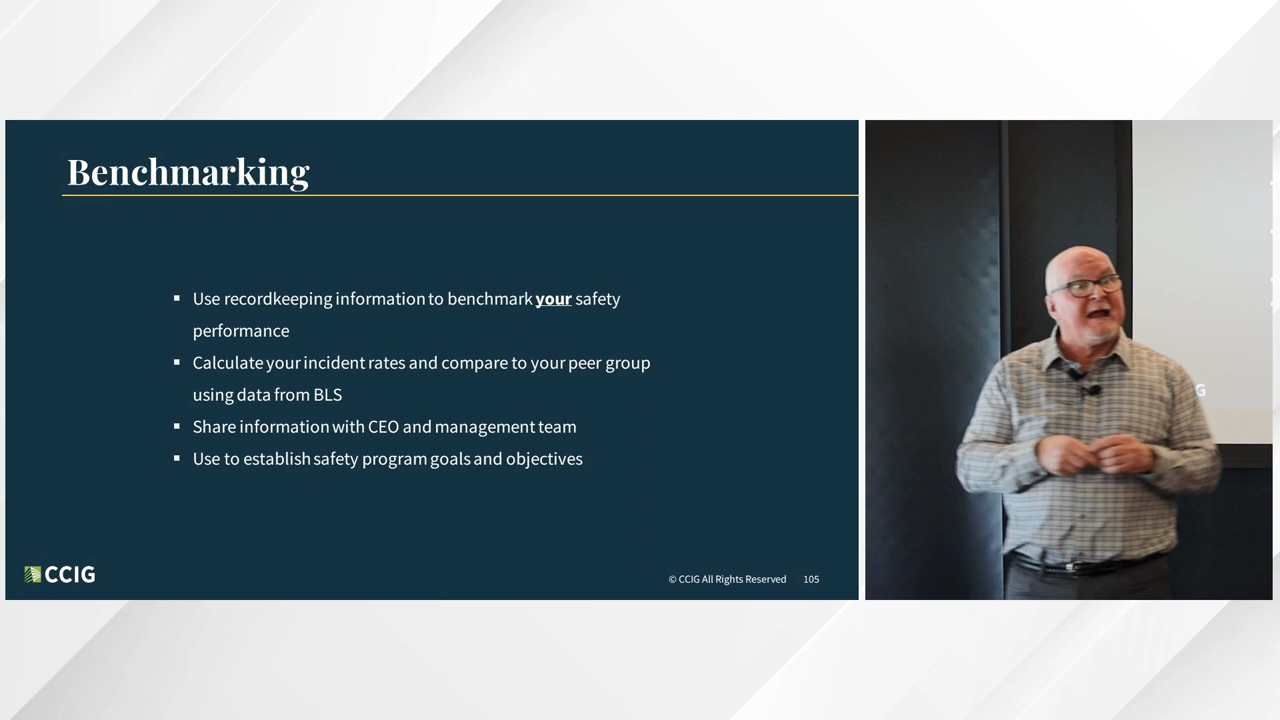 Benchmarking
▪ Use recordkeeping information to benchmark your safety
performance
▪ Calculate your incident rates and compare to your peer group
using data from BLS
▪ Share information with CEO and management team
▪ Use to establish safety program goals and objectives
CCIG
© CCIG All Rights Reserved 105
G